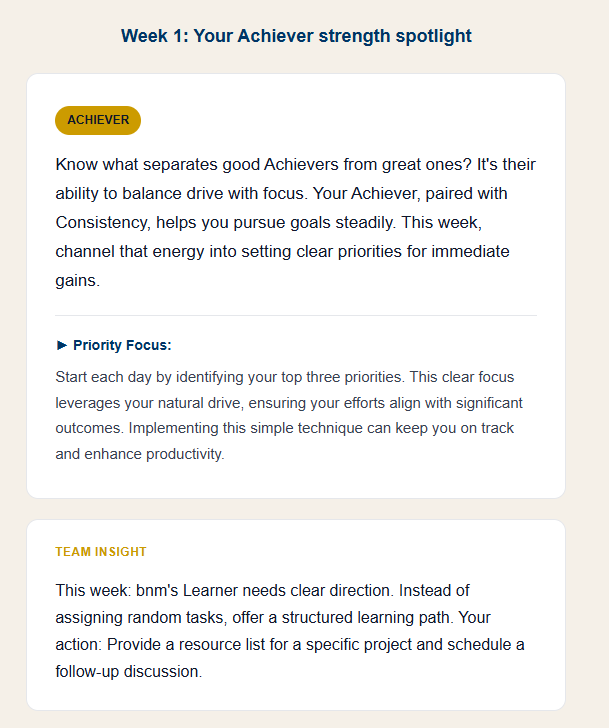 Week 1: Your Achiever strength spotlight
ACHIEVER
Know what separates good Achievers from great ones? It's their
ability to balance drive with focus. Your Achiever, paired with
Consistency, helps you pursue goals steadily. This week,
channel that energy into setting clear priorities for immediate
gains.
► Priority Focus:
Start each day by identifying your top three priorities. This clear focus
leverages your natural drive, ensuring your efforts align with significant
outcomes. Implementing this simple technique can keep you on track
and enhance productivity.
TEAM INSIGHT
This week: bnm's Learner needs clear direction. Instead of
assigning random tasks, offer a structured learning path. Your
action: Provide a resource list for a specific project and schedule a
follow-up discussion.